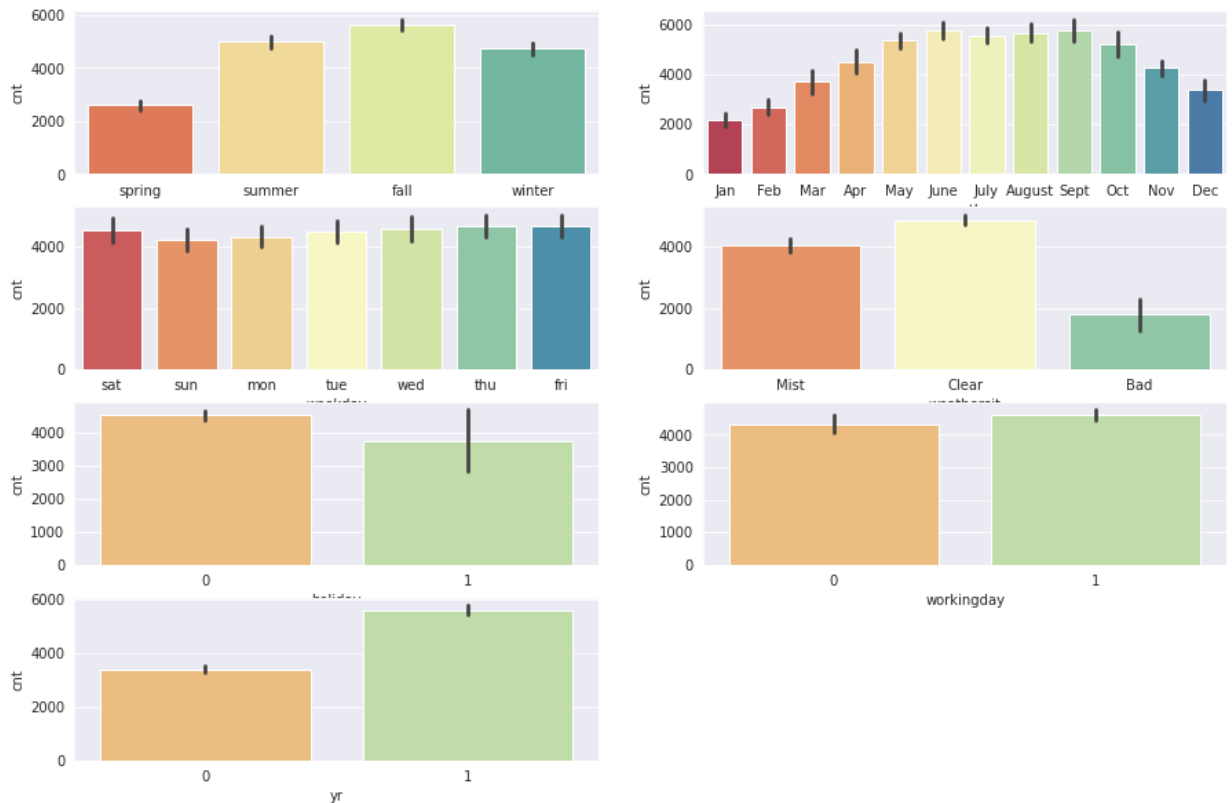 6000
4000
2000
0
cnt
spring summer fall winter
6000
4000
2000
0
cnt
Jan Feb Mar Apr May June July August Sept Oct Nov Dec
4000
2000
0
cnt
sat sun mon tue wed thu fri
weekday
4000
2000
0
cnt
Mist Clear Bad
weathersit
4000
3000
2000
1000
0
cnt
0 1
holiday
4000
3000
2000
1000
0
cnt
0 1
workingday
6000
4000
2000
0
cnt
0 1
yr